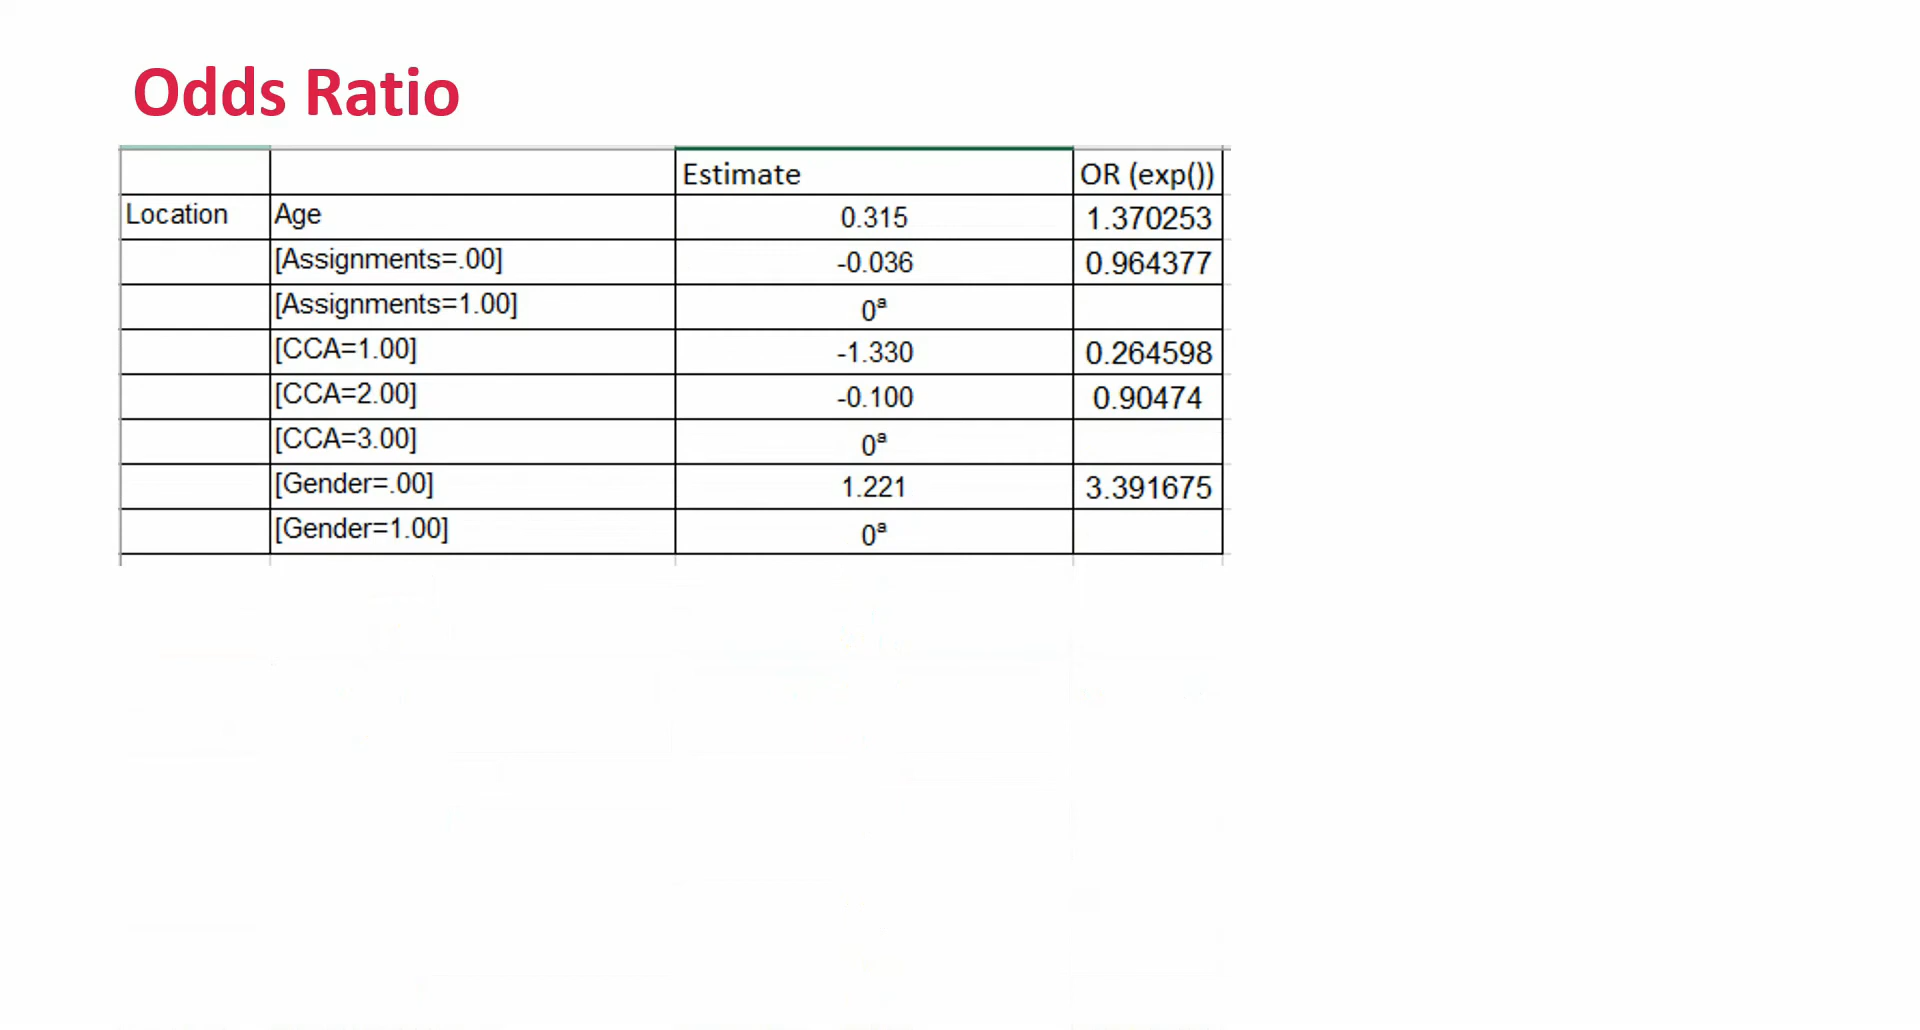 Odds Ratio
Estimate OR (exp())
Location Age 0.315 1.370253
[Assignments=.00] -0.036 0.964377
[Assignments=1.00] 0ª
[CCA=1.00] -1.330 0.264598
[CCA=2.00] -0.100 0.90474
[CCA=3.00] 0ª
[Gender=.00] 1.221 3.391675
[Gender=1.00] 0ª